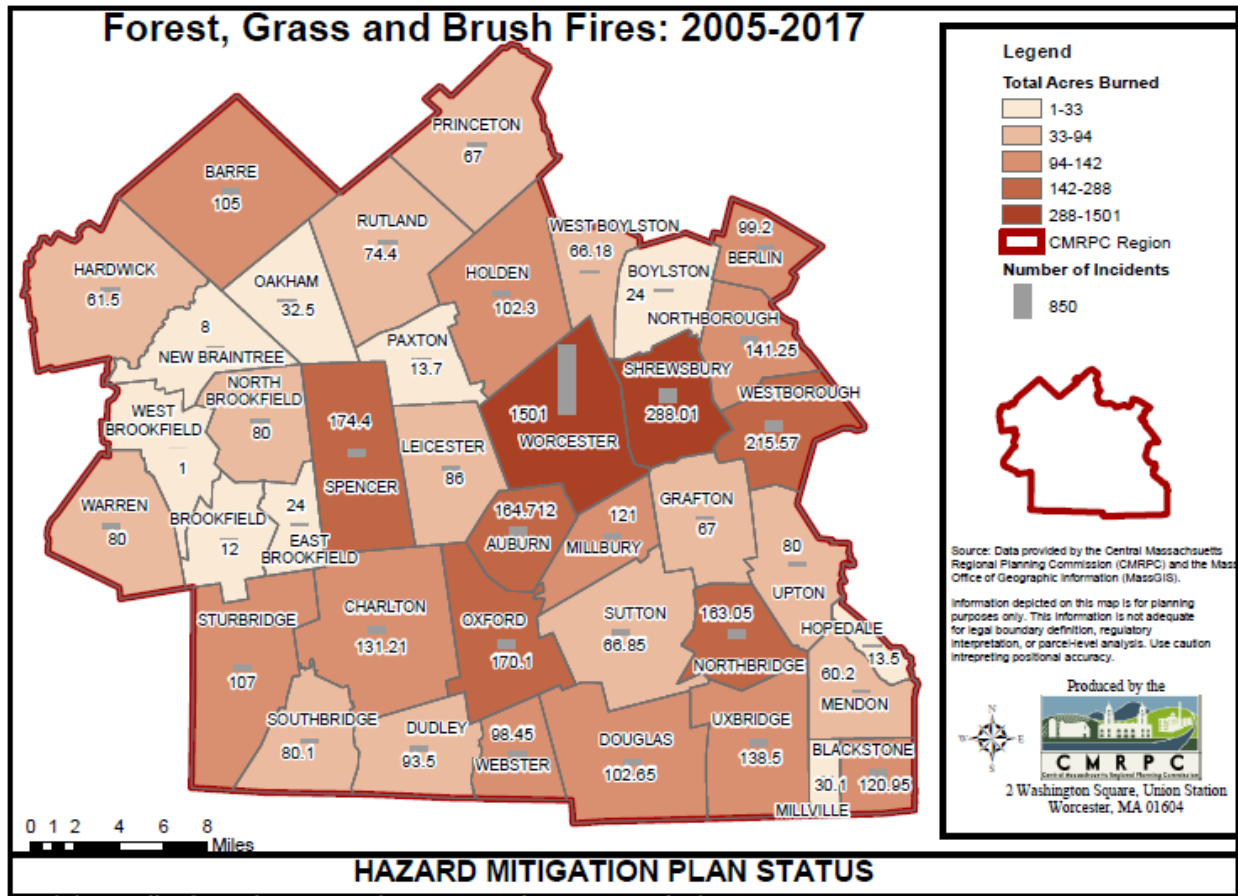 Forest, Grass and Brush Fires: 2005-2017
PRINCETON
67
BARRE
105
RUTLAND
74.4
WEST BOYLSTON
66.18
99.2
BERLIN
HARDWICK
61.5
OAKHAM
32.5
HOLDEN
102.3
BOYLSTON
24
8
NEW BRAINTREE
PAXTON
13.7
NORTHBOROUGH
141.25
NORTH
BROOKFIELD
80
WEST
BROOKFIELD
1
174.4
SPENCER
LEICESTER
86
1501
WORCESTER
SHREWSBURY
288.01
WESTBOROUGH
215.57
WARREN
80
BROOKFIELD
12
24
EAST
BROOKFIELD
164.712
AUBURN
121
MILLBURY
GRAFTON
67
80
UPTON
STURBRIDGE
107
CHARLTON
131.21
OXFORD
170.1
SUTTON
66.85
163.05
NORTHBRIDGE
HOPEDALE
13.5
60.2
MENDON
SOUTHBRIDGE
80.1
DUDLEY
93.5
98.45
WEBSTER
DOUGLAS
102.65
UXBRIDGE
138.5
BLACKSTONE
120.95
30.1
MILLVILLE
0 1 2 4 6 8
Miles
Legend
Total Acres Burned
1-33
33-94
94-142
142-288
288-1501
CMRPC Region
Number of Incidents
850
Source: Data provided by the Central Massachusetts
Regional Planning Commission (CMRPC) and the Mass
Office of Geographic Information (MassGIS).
Information depicted on this map is for planning
purposes only. This information is not adequate
for legal boundary definition, regulatory
interpretation, or parcel-level analysis. Use caution
intrepreting positional accuracy.
Produced by the
N
W E
S
CMRPC
Central Massachusetts Regional Planning Commission
2 Washington Square, Union Station
Worcester, MA 01604
HAZARD MITIGATION PLAN STATUS